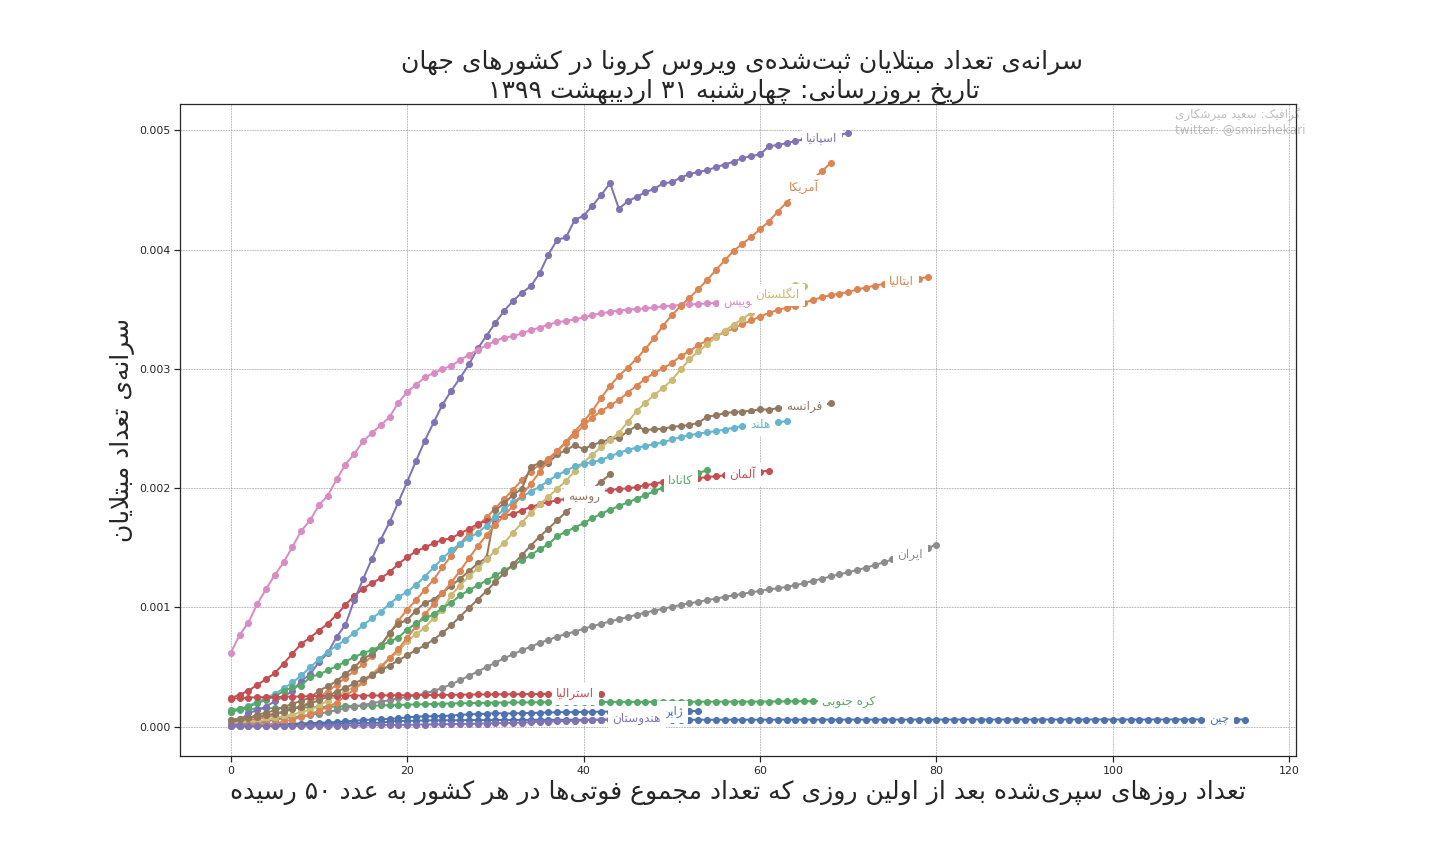 سرانه‌ی تعداد مبتلایان ثبت‌شده‌ی ویروس کرونا در کشورهای جهان
تاریخ بروزرسانی: چهارشنبه ۳۱ اردیبهشت ۱۳۹۹
گرافیک: سعید میرشکاری
twitter: @smirshekari
سرانه‌ی تعداد مبتلایان
0.005
0.004
0.003
0.002
0.001
0.000
اسپانیا
آمریکا
ایتالیا
انگلستان
وییس
فرانسه
هلند
آلمان
کانادا
روسیه
ایران
استرالیا
کره جنوبی
ژاپن
هندوستان
چین
0 20 40 60 80 100 120
تعداد روزهای سپری‌شده بعد از اولین روزی که تعداد مجموع فوتی‌ها در هر کشور به عدد ۵۰ رسیده